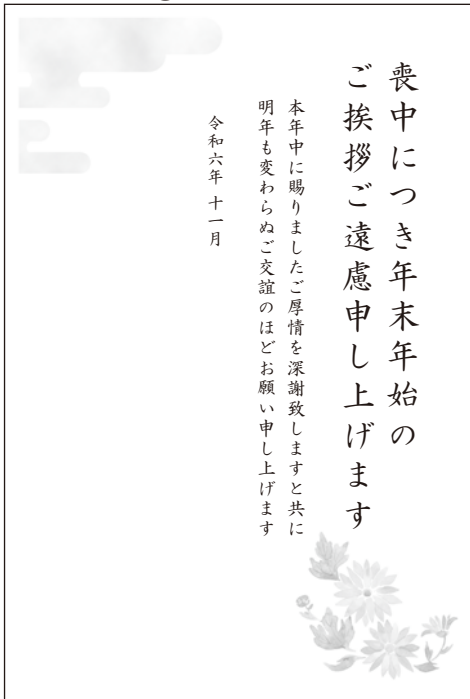 喪中につき年末年始の
ご挨拶ご遠慮申し上げます
本年中に賜りましたご厚情を深謝致しますと共に
明年も変わらぬご交誼のほどお願い申し上げます
令和六年 十一月